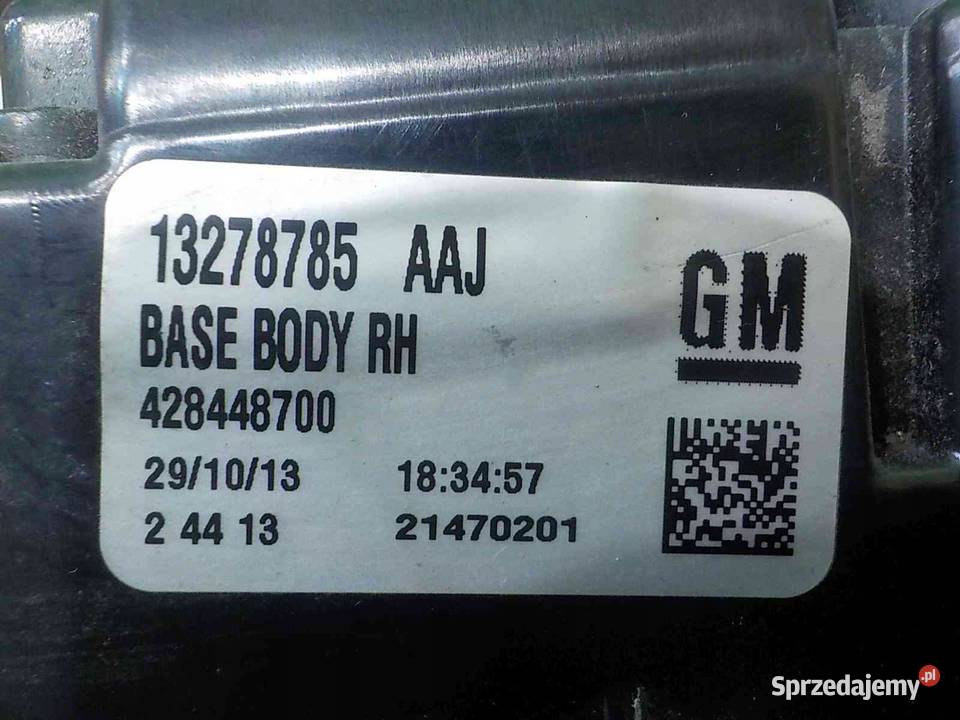 13278785 AAJ
GM
BASE BODY RH
428448700
29/10/13 18:34:57
2 44 13 21470201
Sprzedajemy.pl